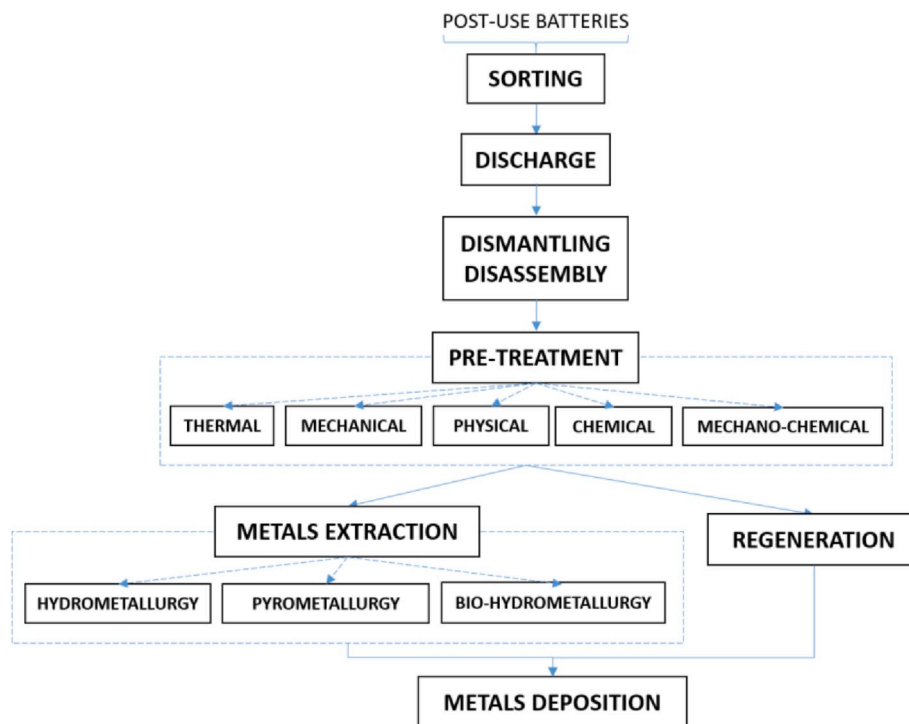 POST-USE BATTERIES
SORTING
DISCHARGE
DISMANTLING
DISASSEMBLY
PRE-TREATMENT
THERMAL
MECHANICAL
PHYSICAL
CHEMICAL
MECHANO-CHEMICAL
METALS EXTRACTION
REGENERATION
HYDROMETALLURGY
PYROMETALLURGY
BIO-HYDROMETALLURGY
METALS DEPOSITION